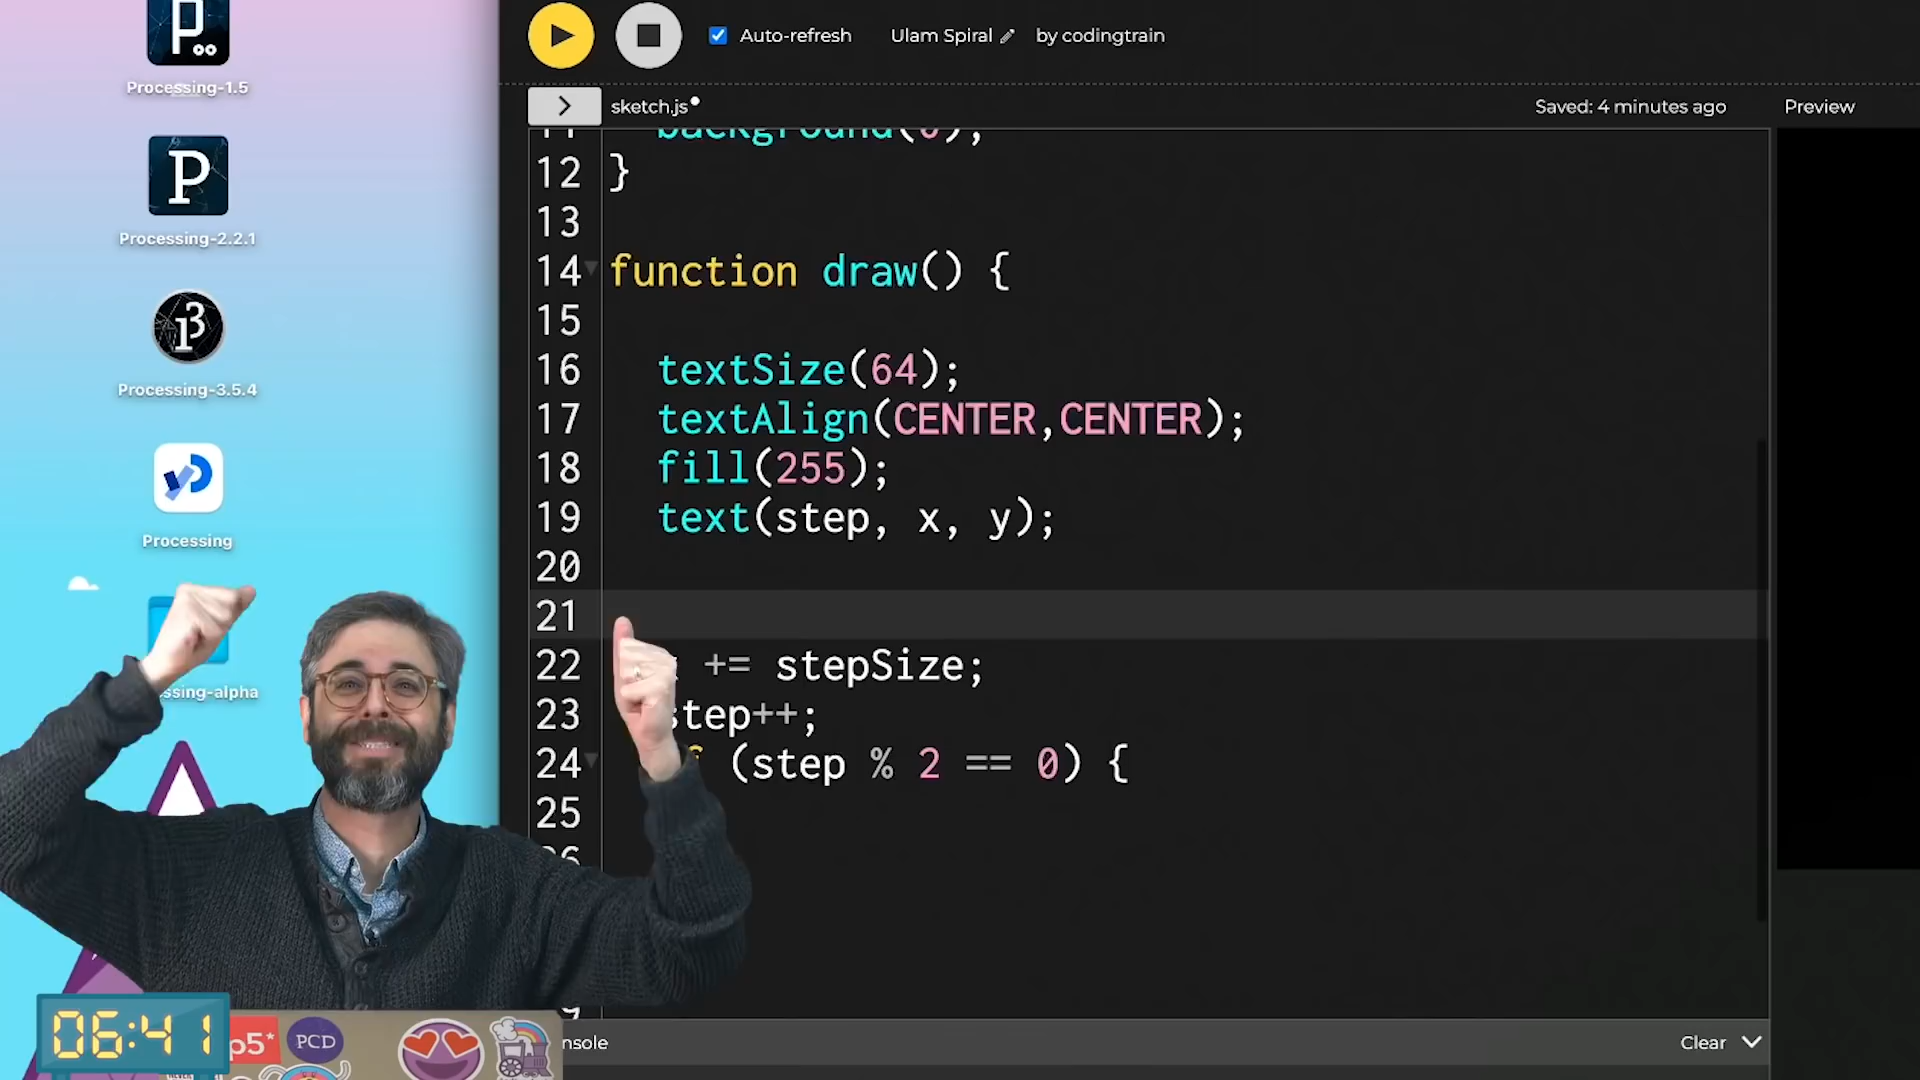 Processing-1.5
P
Processing-2.2.1
Processing-3.5.4
Processing
ssing-alpha
Auto-refresh Ulam Spiral by codingtrain
sketch.js Saved: 4 minutes ago Preview
11 background(0);
12 }
13
14 function draw() {
15
16 textSize(64);
17 textAlign(CENTER,CENTER);
18 fill(255);
19 text(step, x, y);
20
21
22 += stepSize;
23 step++;
24 (step % 2 == 0) {
25
06:41
p5*
PCD
nsole Clear